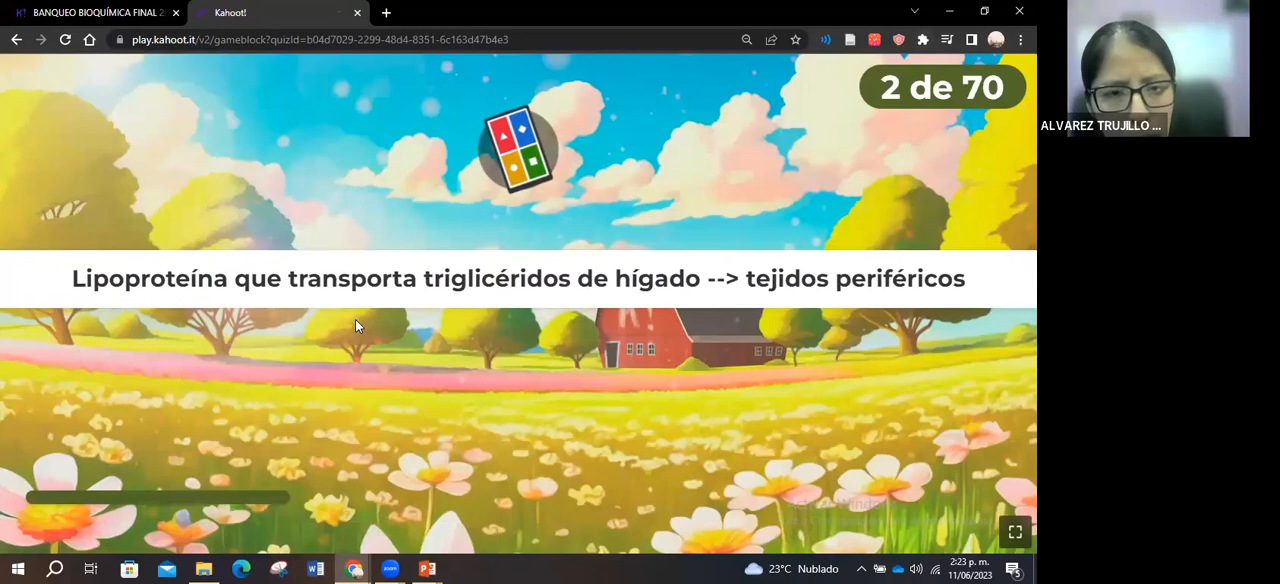 BANQUEO BIOQUÍMICA FINAL 2
Kahoot!
play.kahoot.it/v2/gameblock?quizId=b04d7029-2299-48d4-8351-6c163d47b4e3
2 de 70
ALVAREZ TRUJILLO ...
Lipoproteína que transporta triglicéridos de hígado --> tejidos periféricos
23°C Nublado
2:23 p. m.
11/06/2023
5